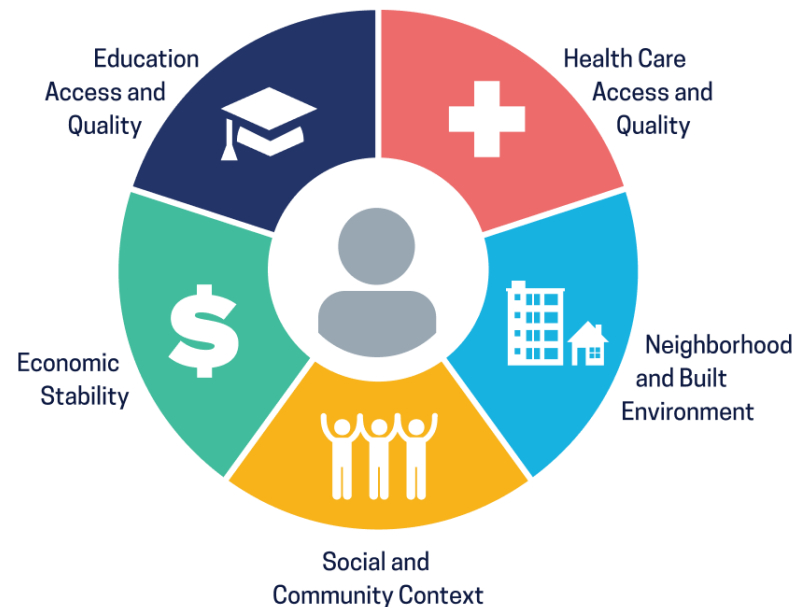 Education
Access and
Quality
Health Care
Access and
Quality
Economic
Stability
Neighborhood
and Built
Environment
Social and
Community Context